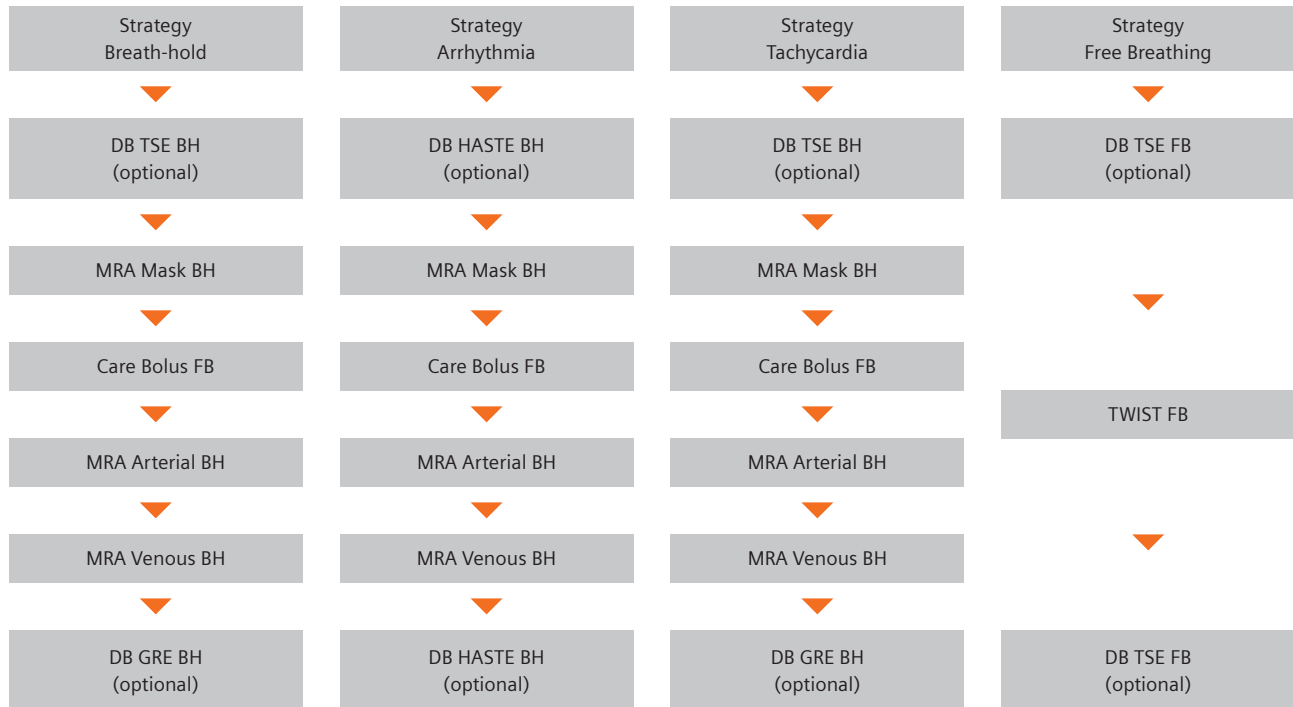 Strategy
Breath-hold
DB TSE BH
(optional)
MRA Mask BH
Care Bolus FB
MRA Arterial BH
MRA Venous BH
DB GRE BH
(optional)
Strategy
Arrhythmia
DB HASTE BH
(optional)
MRA Mask BH
Care Bolus FB
MRA Arterial BH
MRA Venous BH
DB HASTE BH
(optional)
Strategy
Tachycardia
DB TSE BH
(optional)
MRA Mask BH
Care Bolus FB
MRA Arterial BH
MRA Venous BH
DB GRE BH
(optional)
Strategy
Free Breathing
DB TSE FB
(optional)
TWIST FB
DB TSE FB
(optional)